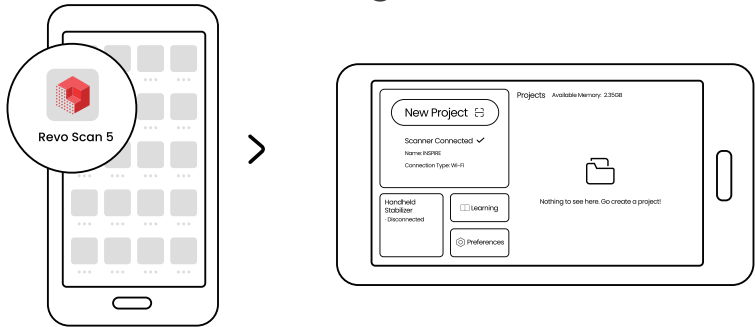 Revo Scan 5
New Project
Scanner Connected
Name: INSPIRE
Connection Type: Wi-Fi
Handheld
Stabilizer
· Disconnected
Learning
Preferences
Projects Available Memory: 2.35GB
Nothing to see here. Go create a project!